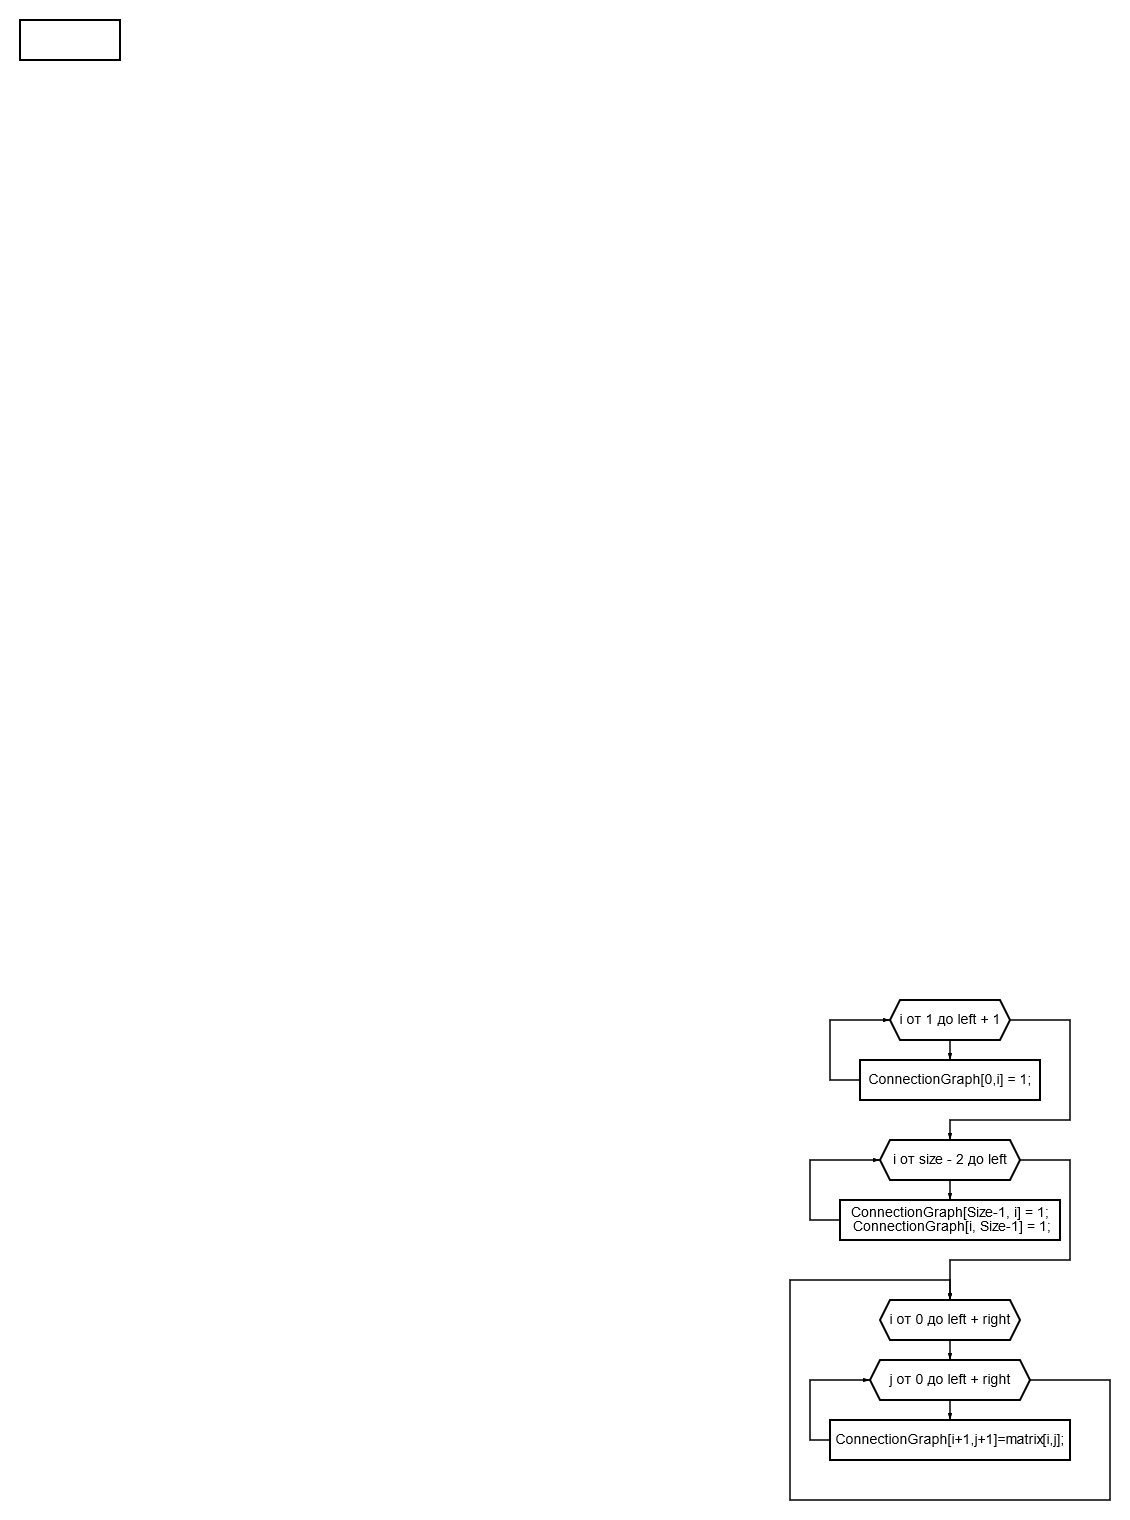 i от 1 до left + 1
ConnectionGraph[0,i] = 1;
i от size - 2 до left
ConnectionGraph[Size-1, i] = 1;
ConnectionGraph[i, Size-1] = 1;
i от 0 до left + right
j от 0 до left + right
ConnectionGraph[i+1,j+1]=matrix[i,j];